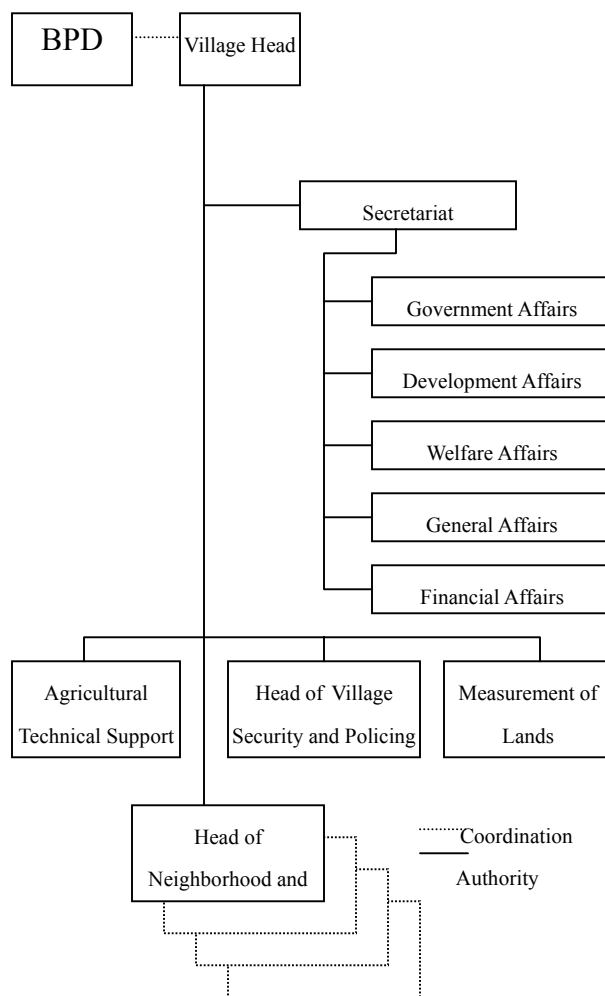 BPD
Village Head
Secretariat
Government Affairs
Development Affairs
Welfare Affairs
General Affairs
Financial Affairs
Agricultural
Technical Support
Head of Village
Security and Policing
Measurement of
Lands
Head of
Neighborhood and
Coordination
Authority